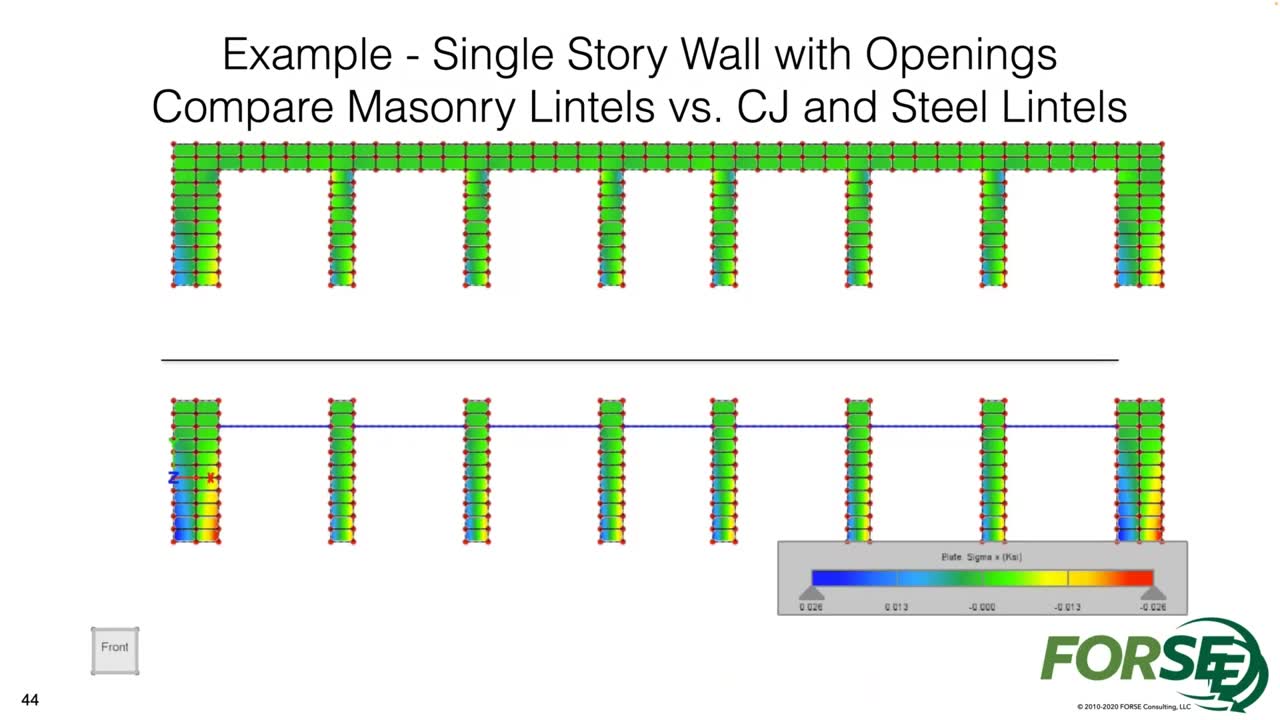 Example - Single Story Wall with Openings
Compare Masonry Lintels vs. CJ and Steel Lintels
Z X
Plate Sigma x (Ksi)
0.026 0.013 -0.000 -0.013 -0.026
Front
FORSE
44
© 2010-2020 FORSE Consulting, LLC